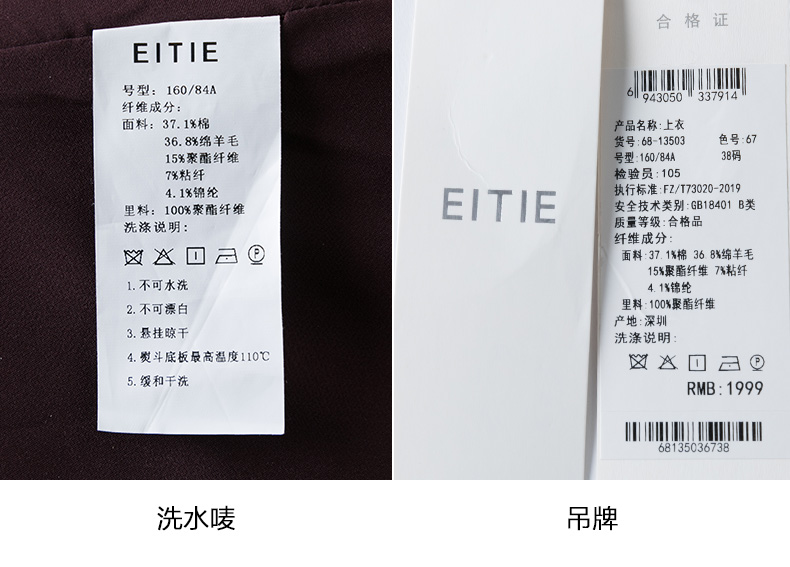 EITIE
号型: 160/84A
纤维成分:
面料: 37.1%棉
36.8%绵羊毛
15%聚酯纤维
7%粘纤
4.1%锦纶
里料: 100%聚酯纤维
洗涤说明:
P
1.不可水洗
2.不可漂白
3.悬挂晾干
4.熨斗底板最高温度110℃
5.缓和干洗
洗水唛
EITIE
合格证
6 943050 337914
产品名称:上衣
货号:68-13503 色号:67
号型:160/84A 38码
检验员:105
执行标准:FZ/T73020-2019
安全技术类别:GB18401 B类
质量等级:合格品
纤维成分:
面料:37.1%棉 36.8%绵羊毛
15%聚酯纤维 7%粘纤
4.1%锦纶
里料:100%聚酯纤维
产地:深圳
洗涤说明:
P
RMB:1999
68135036738
吊牌